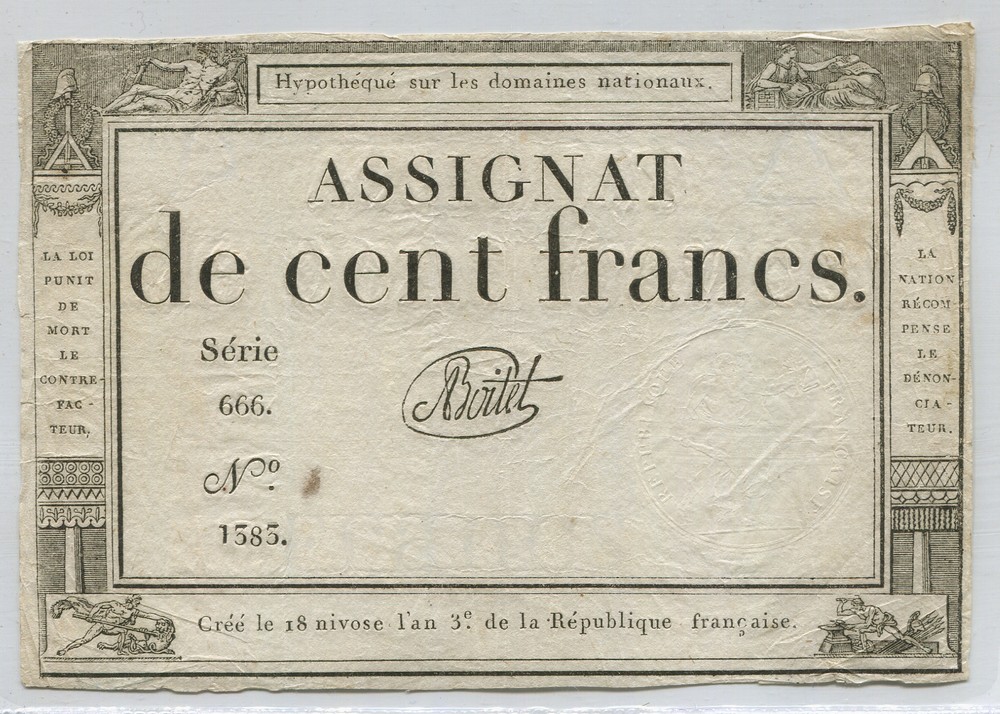 Hypothéqué sur les domaines nationaux.
ASSIGNAT
de cent francs.
LA LOI
PUNIT
DE
MORT
LE
CONTRE-
FAC-
TEUR.
Série
666.
Nº.
1383.
Boitet
LA
NATION
RÉCOM-
PENSE
LE
DÉNON-
CIA-
TEUR.
Créé le 18 nivose l'an 3e. de la République française.